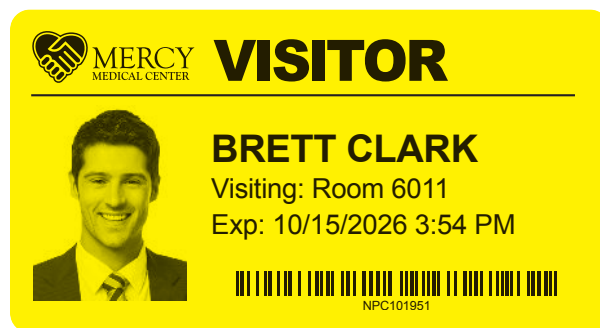 MERCY
MEDICAL CENTER
VISITOR
BRETT CLARK
Visiting: Room 6011
Exp: 10/15/2026 3:54 PM
NPC101951